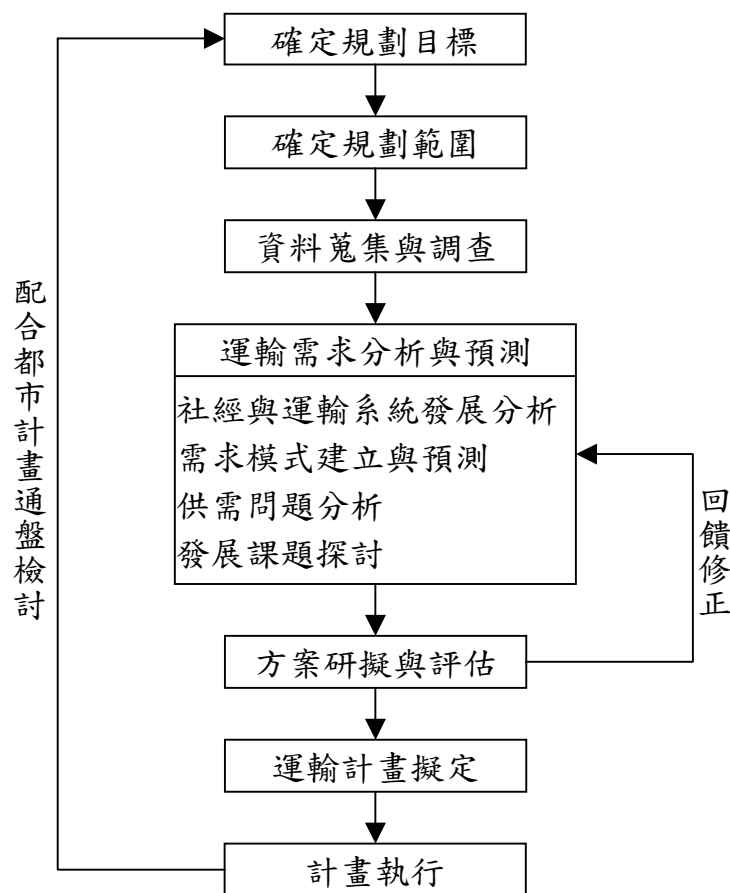 確定規劃目標
確定規劃範圍
資料蒐集與調查
運輸需求分析與預測
社經與運輸系統發展分析
需求模式建立與預測
供需問題分析
發展課題探討
方案研擬與評估
運輸計畫擬定
計畫執行
配合都市計畫通盤檢討
回饋修正